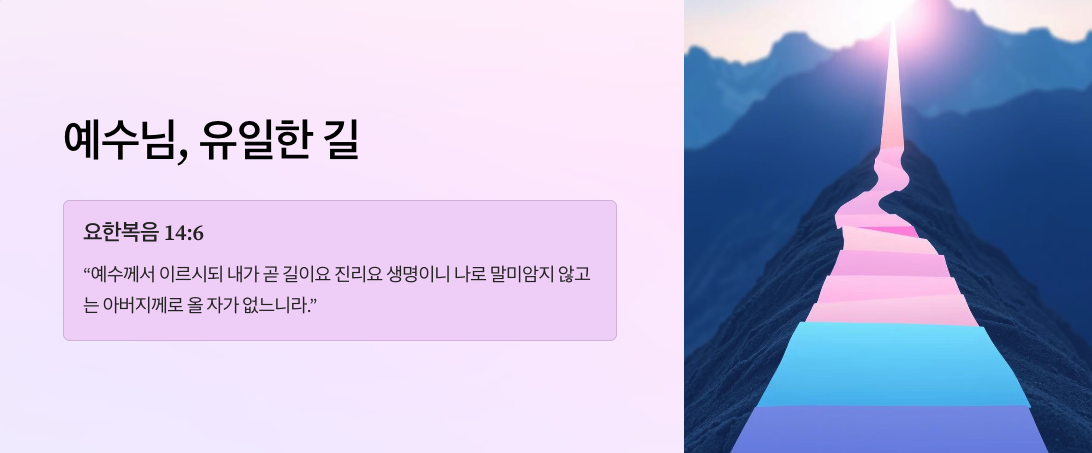 예수님, 유일한 길
요한복음 14:6
“예수께서 이르시되 내가 곧 길이요 진리요 생명이니 나로 말미암지 않고
는 아버지께로 올 자가 없느니라.”